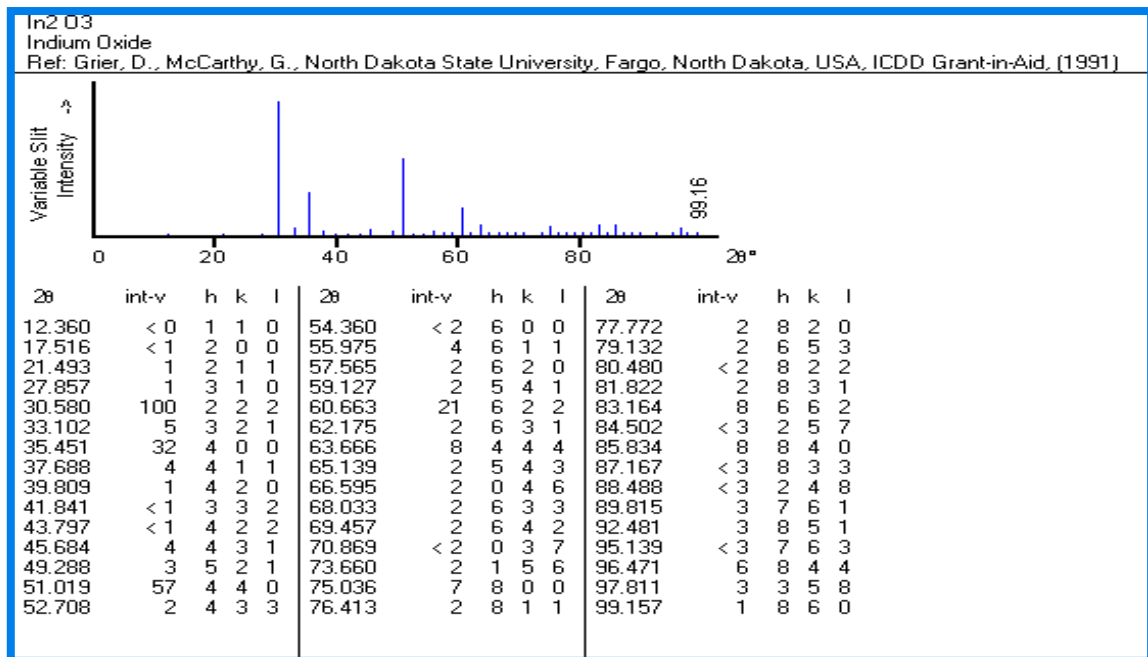 In2 O3
Indium Oxide
Ref: Grier, D., McCarthy, G., North Dakota State University, Fargo, North Dakota, USA, ICDD Grant-in-Aid, (1991)
Variable Slit
Intensity ->
99.16
0 20 40 60 80 2θ°
2θ int-v h k l 2θ int-v h k l 2θ int-v h k l
12.360 < 0 1 1 0 54.360 < 2 6 0 0 77.772 2 8 2 0
17.516 < 1 2 0 0 55.975 4 6 1 1 79.132 2 6 5 3
21.493 1 2 1 1 57.565 2 6 2 0 80.480 < 2 8 2 2
27.857 1 3 1 0 59.127 2 5 4 1 81.822 2 8 3 1
30.580 100 2 2 2 60.663 21 6 2 2 83.164 8 6 6 2
33.102 5 3 2 1 62.175 2 6 3 1 84.502 < 3 2 5 7
35.451 32 4 0 0 63.666 8 4 4 4 85.834 8 8 4 0
37.688 4 4 1 1 65.139 2 5 4 3 87.167 < 3 8 3 3
39.809 1 4 2 0 66.595 2 0 4 6 88.488 < 3 2 4 8
41.841 < 1 3 3 2 68.033 2 6 3 3 89.815 3 7 6 1
43.797 < 1 4 2 2 69.457 2 6 4 2 92.481 3 8 5 1
45.684 4 4 3 1 70.869 < 2 0 3 7 95.139 < 3 7 6 3
49.288 3 5 2 1 73.660 2 1 5 6 96.471 6 8 4 4
51.019 57 4 4 0 75.036 7 8 0 0 97.811 3 3 5 8
52.708 2 4 3 3 76.413 2 8 1 1 99.157 1 8 6 0